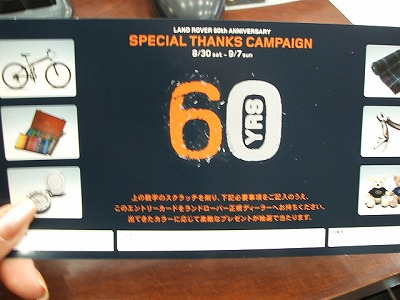 LAND ROVER 60th ANNIVERSARY
SPECIAL THANKS CAMPAIGN
8/30 sat - 9/7 sun
60
YRS
上の数字のスクラッチを削り、下記必要事項をご記入のうえ、
このエントリーカードをランドローバー正規ディーラーへお持ちください。
出てきたカラーに応じて素敵なプレゼントが抽選で当たります。